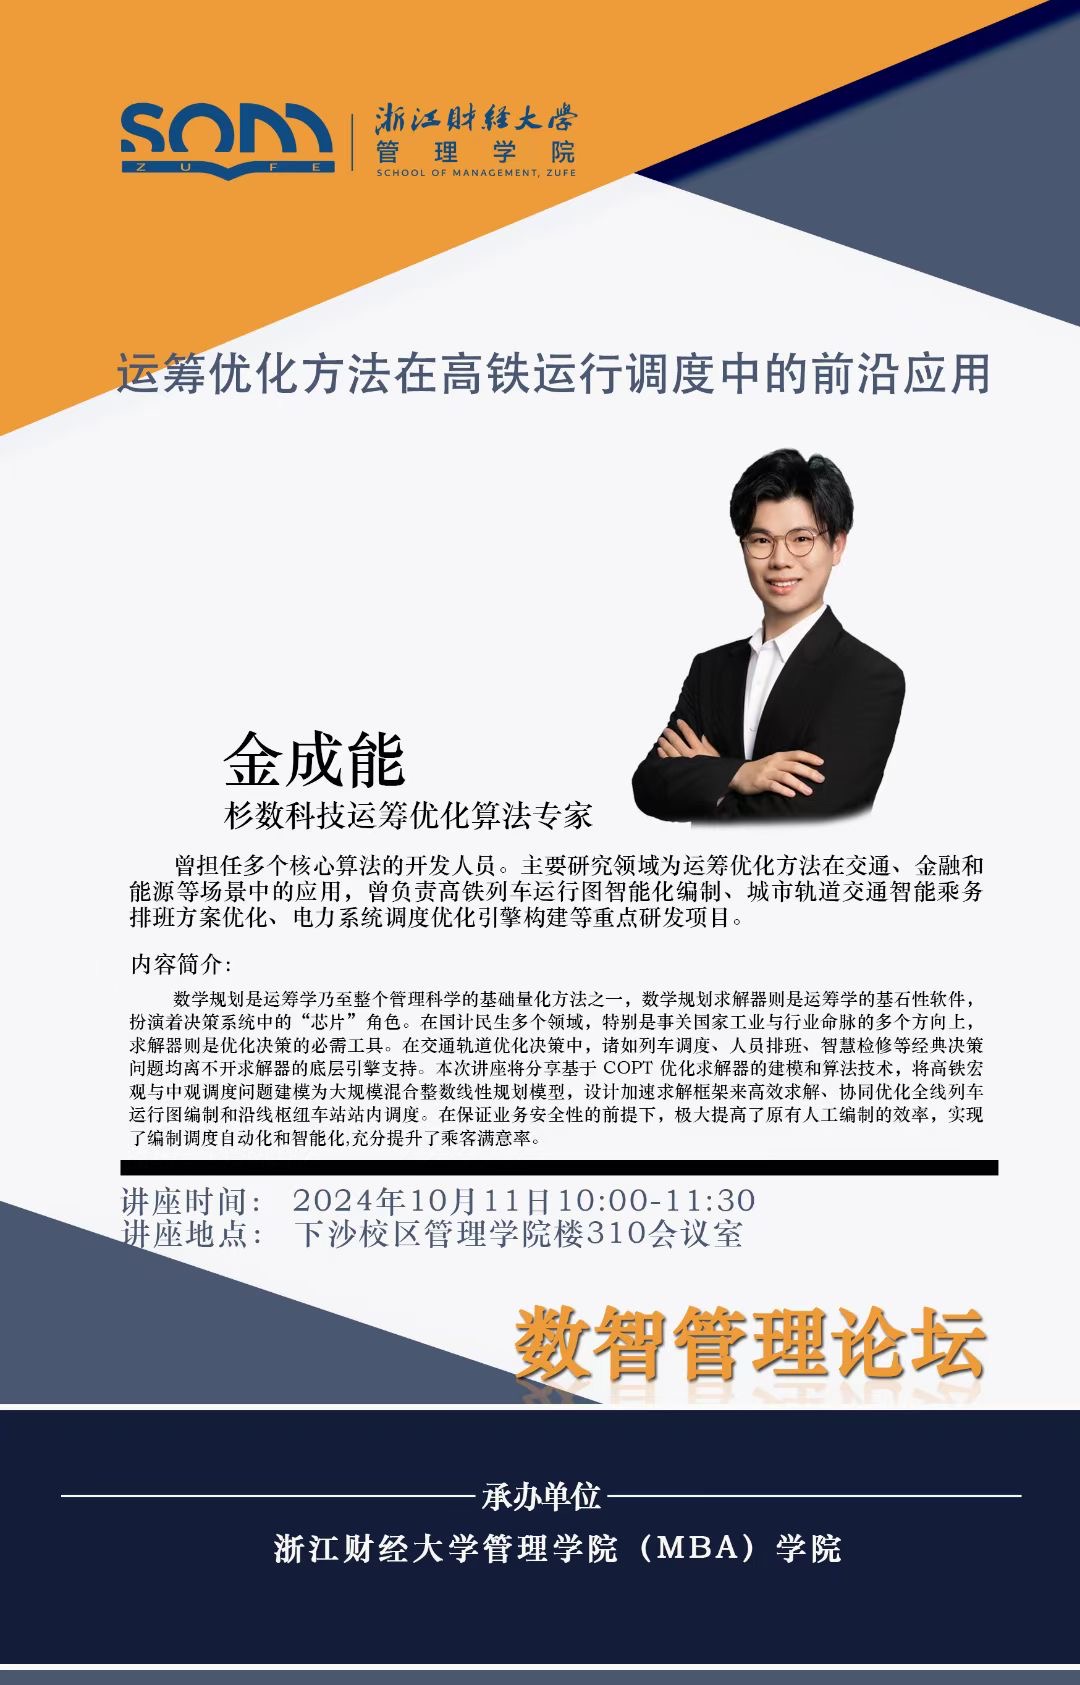 som
ZUFE
浙江财经大学
管理学院
SCHOOL OF MANAGEMENT, ZUFE
运筹优化方法在高铁运行调度中的前沿应用
金成能
杉数科技运筹优化算法专家
曾担任多个核心算法的开发人员。主要研究领域为运筹优化方法在交通、金融和
能源等场景中的应用，曾负责高铁列车运行图智能化编制、城市轨道交通智能乘务
排班方案优化、电力系统调度优化引擎构建等重点研发项目。
内容简介：
数学规划是运筹学乃至整个管理科学的基础量化方法之一，数学规划求解器则是运筹学的基石性软件，
扮演着决策系统中的“芯片”角色。在国计民生多个领域，特别是事关国家工业与行业命脉的多个方向上，
求解器则是优化决策的必需工具。在交通轨道优化决策中，诸如列车调度、人员排班、智慧检修等经典决策
问题均离不开求解器的底层引擎支持。本次讲座将分享基于 COPT 优化求解器的建模和算法技术，将高铁宏
观与中观调度问题建模为大规模混合整数线性规划模型，设计加速求解框架来高效求解、协同优化全线列车
运行图编制和沿线枢纽车站站内调度。在保证业务安全性的前提下，极大提高了原有人工编制的效率，实现
了编制调度自动化和智能化,充分提升了乘客满意率。
讲座时间： 2024年10月11日10:00-11:30
讲座地点： 下沙校区管理学院楼310会议室
数智管理论坛
承办单位
浙江财经大学管理学院（MBA）学院